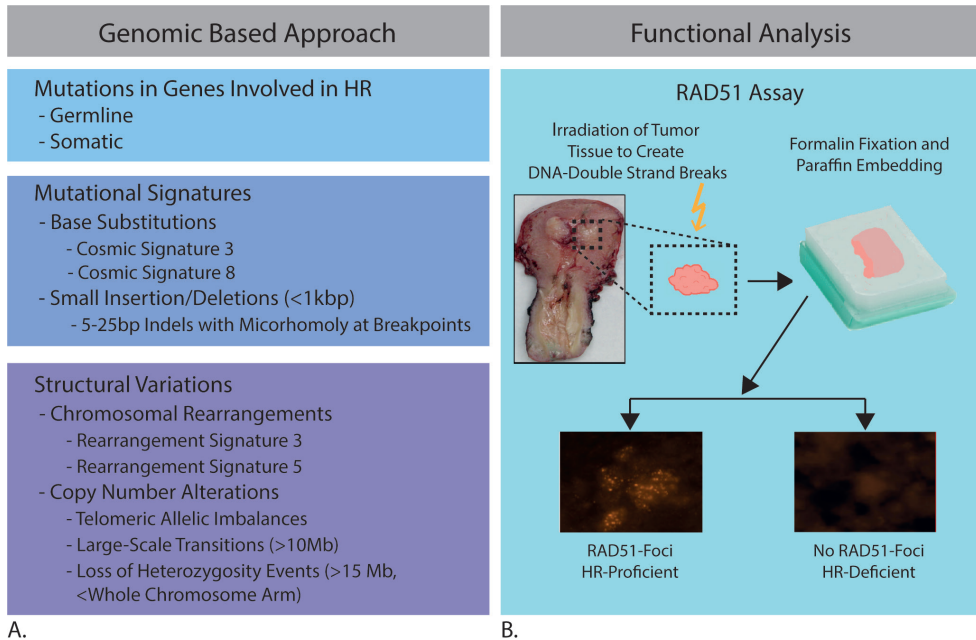 Genomic Based Approach
Mutations in Genes Involved in HR
- Germline
- Somatic
Mutational Signatures
- Base Substitutions
- Cosmic Signature 3
- Cosmic Signature 8
- Small Insertion/Deletions (<1kbp)
- 5-25bp Indels with Micorhomoly at Breakpoints
Structural Variations
- Chromosomal Rearrangements
- Rearrangement Signature 3
- Rearrangement Signature 5
- Copy Number Alterations
- Telomeric Allelic Imbalances
- Large-Scale Transitions (>10Mb)
- Loss of Heterozygosity Events (>15 Mb,
<Whole Chromosome Arm)
A.
Functional Analysis
RAD51 Assay
Irradiation of Tumor
Tissue to Create
DNA-Double Strand Breaks
Formalin Fixation and
Paraffin Embedding
RAD51-Foci
HR-Proficient
No RAD51-Foci
HR-Deficient
B.